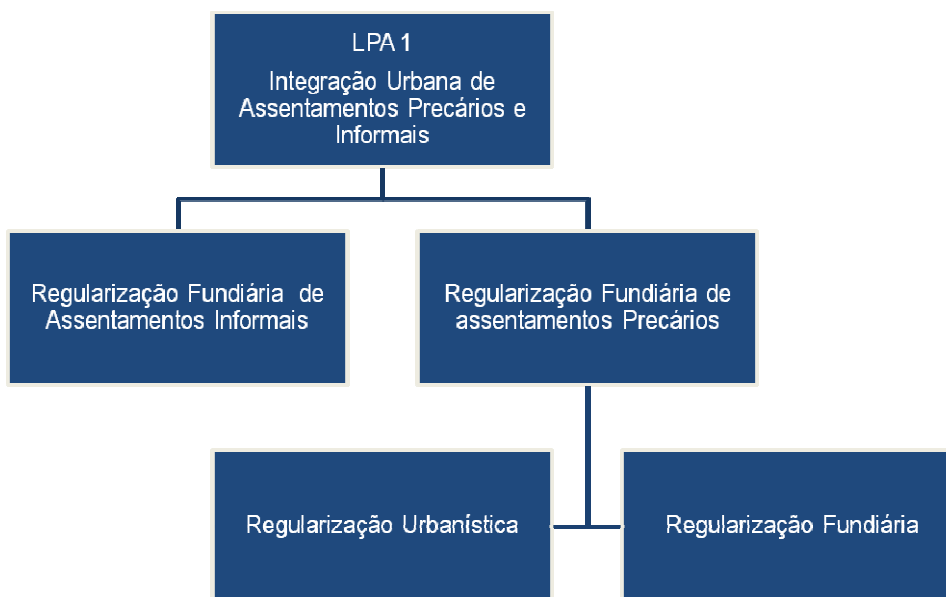 LPA 1
Integração Urbana de
Assentamentos Precários e
Informais
Regularização Fundiária de
Assentamentos Informais
Regularização Fundiária de
assentamentos Precários
Regularização Urbanística
Regularização Fundiária